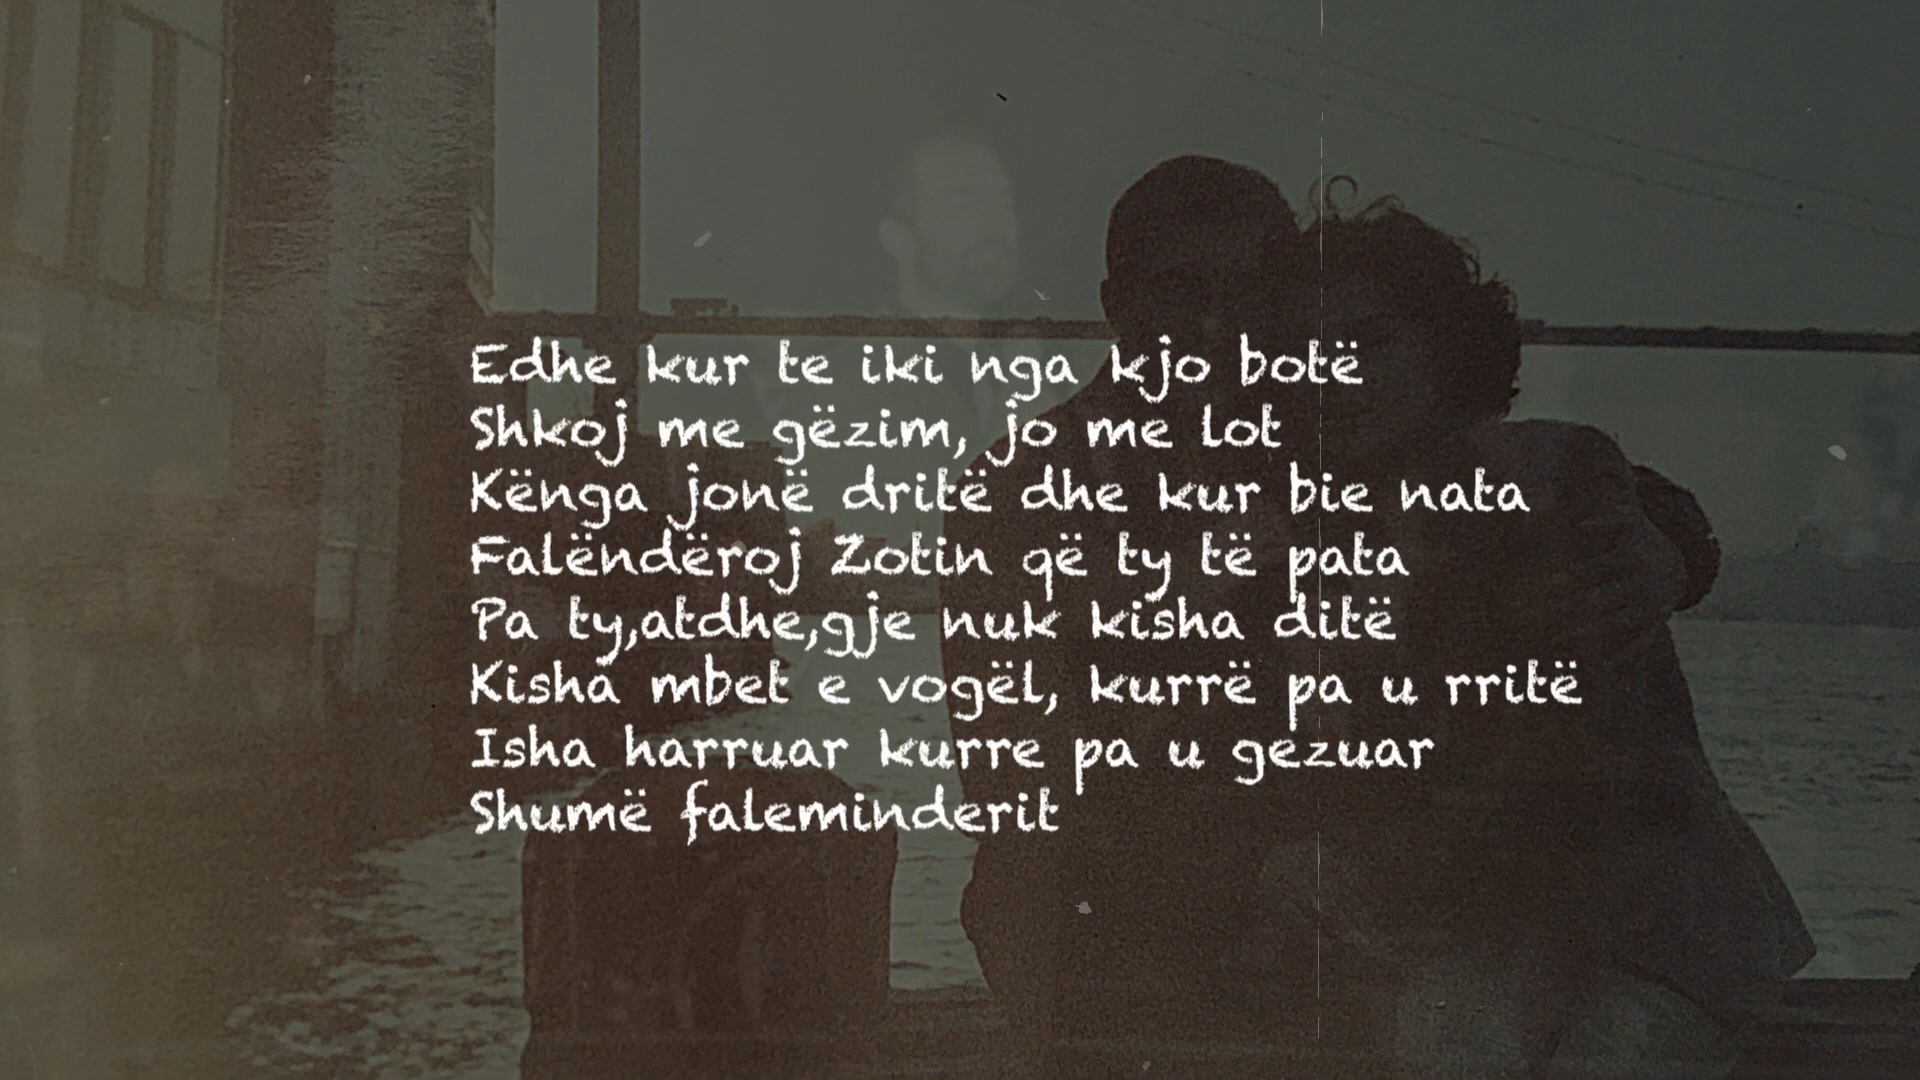 Edhe kur te iki nga kjo botë
Shkoj me gëzim, jo me lot
Kënga jonë dritë dhe kur bie nata
Falënderoj Zotin që ty të pata
Pa ty,atdhe,gje nuk kisha ditë
Kisha mbet e vogël, kurrë pa u rritë
Isha harruar kurre pa u gezuar
Shumë faleminderit